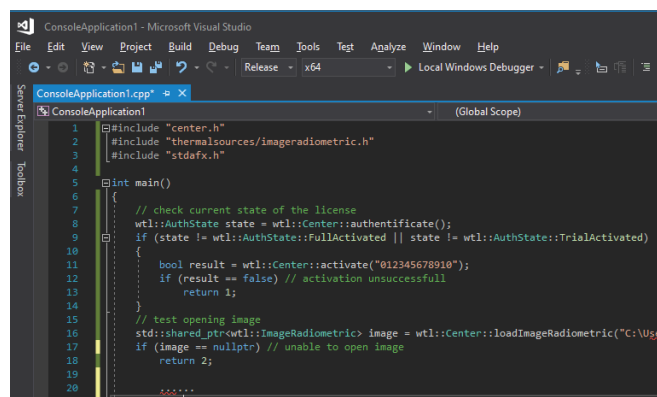 ConsoleApplication1 - Microsoft Visual Studio
File Edit View Project Build Debug Team Tools Test Analyze Window Help
Release x64 Local Windows Debugger
Server Explorer
Toolbox
ConsoleApplication1.cpp*
ConsoleApplication1 (Global Scope)
1 #include "center.h"
2 #include "thermalsources/imageradiometric.h"
3 #include "stdafx.h"
4
5 int main()
6 {
7 // check current state of the license
8 wtl::AuthState state = wtl::Center::authentificate();
9 if (state != wtl::AuthState::FullActivated || state != wtl::AuthState::TrialActivated)
10 {
11 bool result = wtl::Center::activate("012345678910");
12 if (result == false) // activation unsuccessfull
13 return 1;
14 }
15 // test opening image
16 std::shared_ptr<wtl::ImageRadiometric> image = wtl::Center::loadImageRadiometric("C:\Us
17 if (image == nullptr) // unable to open image
18 return 2;
19
20 ......